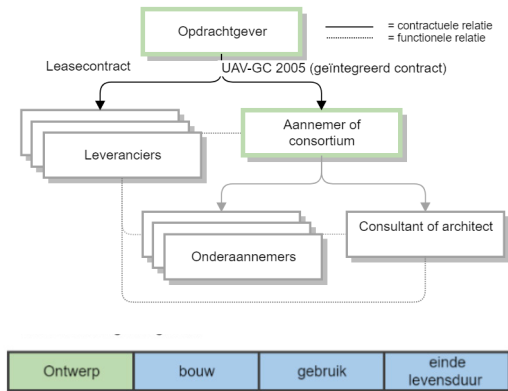 Opdrachtgever
= contractuele relatie
= functionele relatie
Leasecontract
UAV-GC 2005 (geïntegreerd contract)
Leveranciers
Aannemer of
consortium
Onderaannemers
Consultant of architect
Ontwerp
bouw
gebruik
einde
levensduur